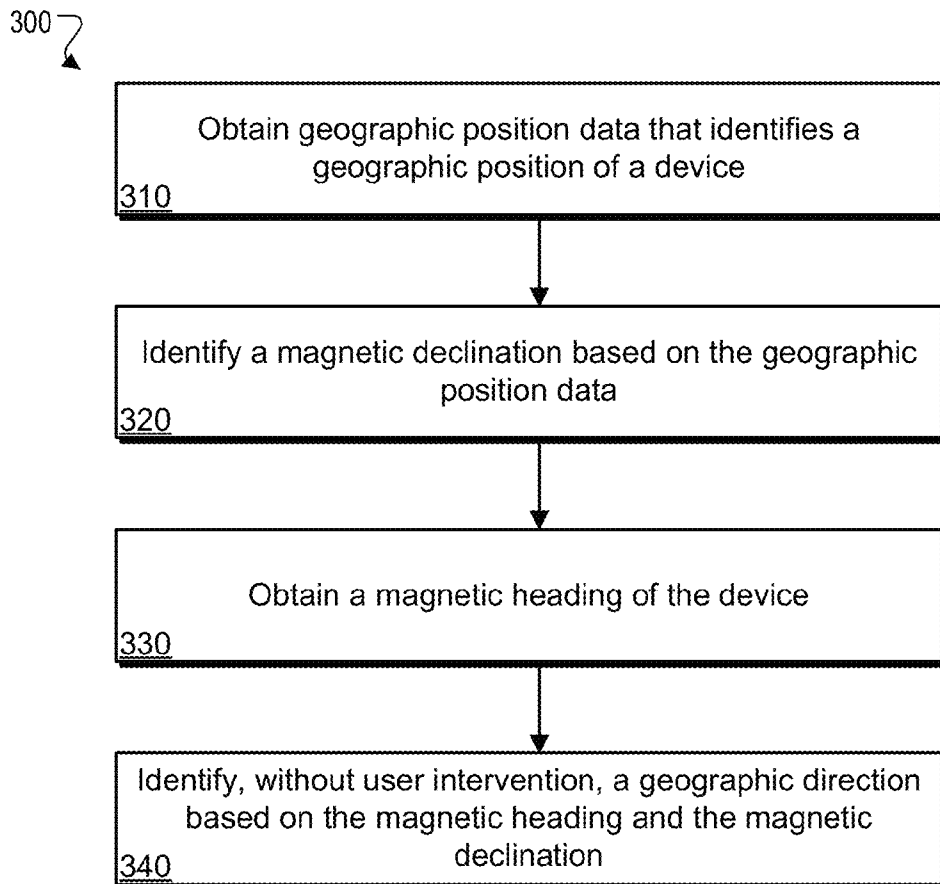 300
Obtain geographic position data that identifies a
geographic position of a device
310
Identify a magnetic declination based on the geographic
position data
320
Obtain a magnetic heading of the device
330
Identify, without user intervention, a geographic direction
based on the magnetic heading and the magnetic
declination
340